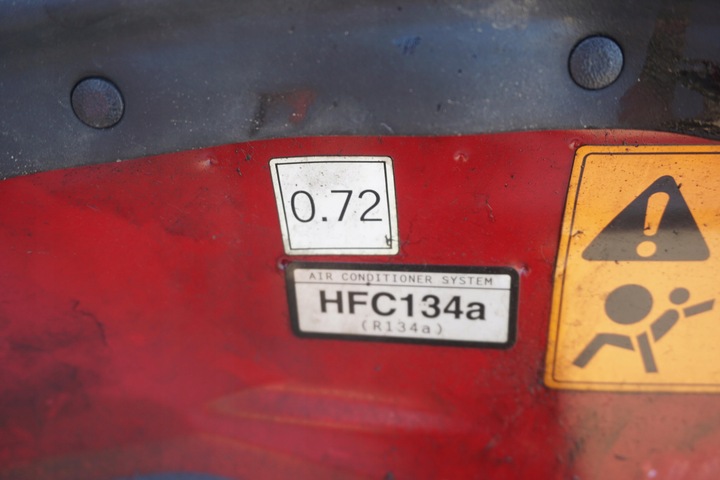 0.72
AIR CONDITIONER SYSTEM
HFC134a
(R134a)